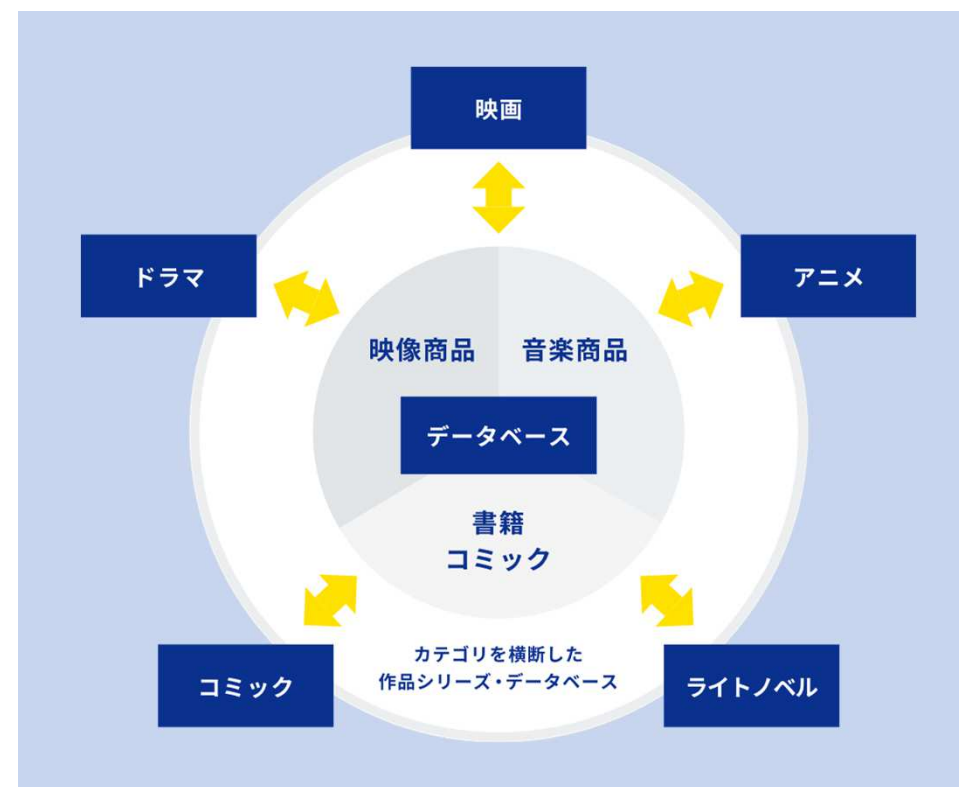 映画
ドラマ
アニメ
映像商品
音楽商品
データベース
書籍
コミック
カテゴリを横断した
作品シリーズ・データベース
コミック
ライトノベル